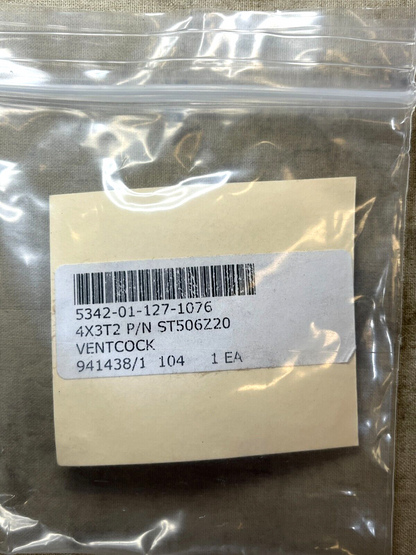 5342-01-127-1076
4X3T2 P/N ST506Z20
VENTCOCK
941438/1 104 1 EA